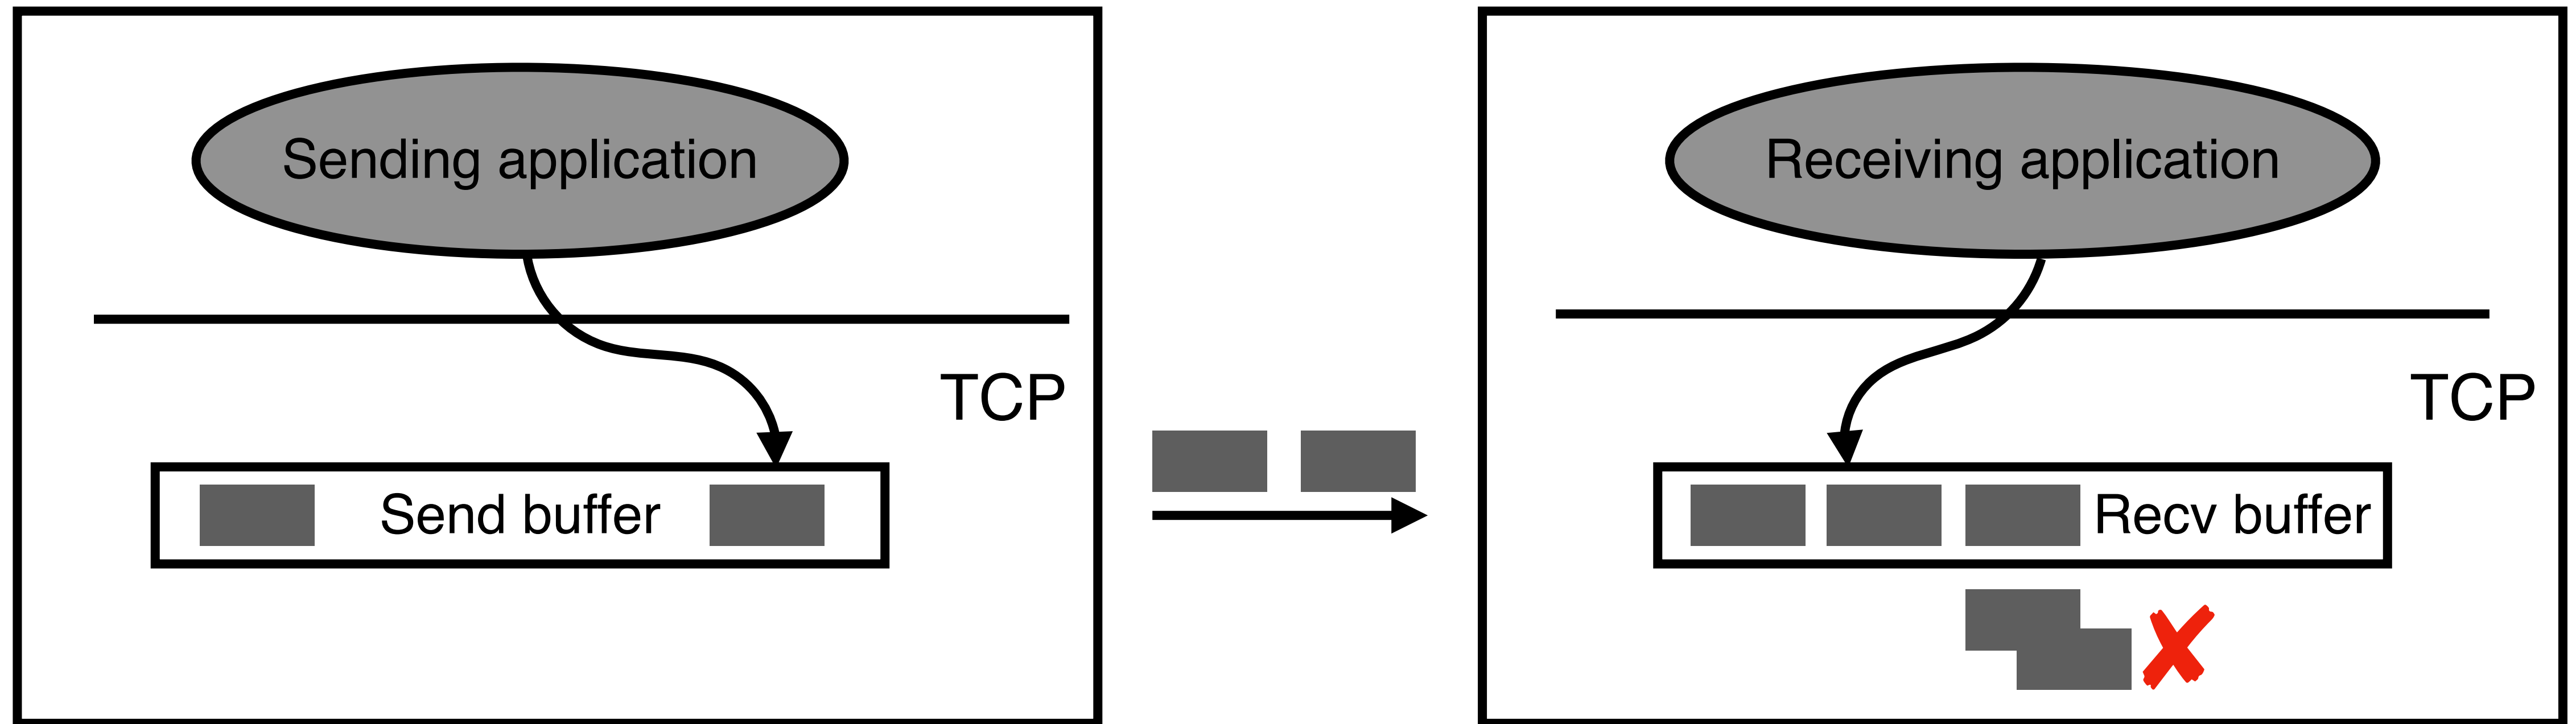 Sending application
TCP
Send buffer
Receiving application
TCP
Recv buffer